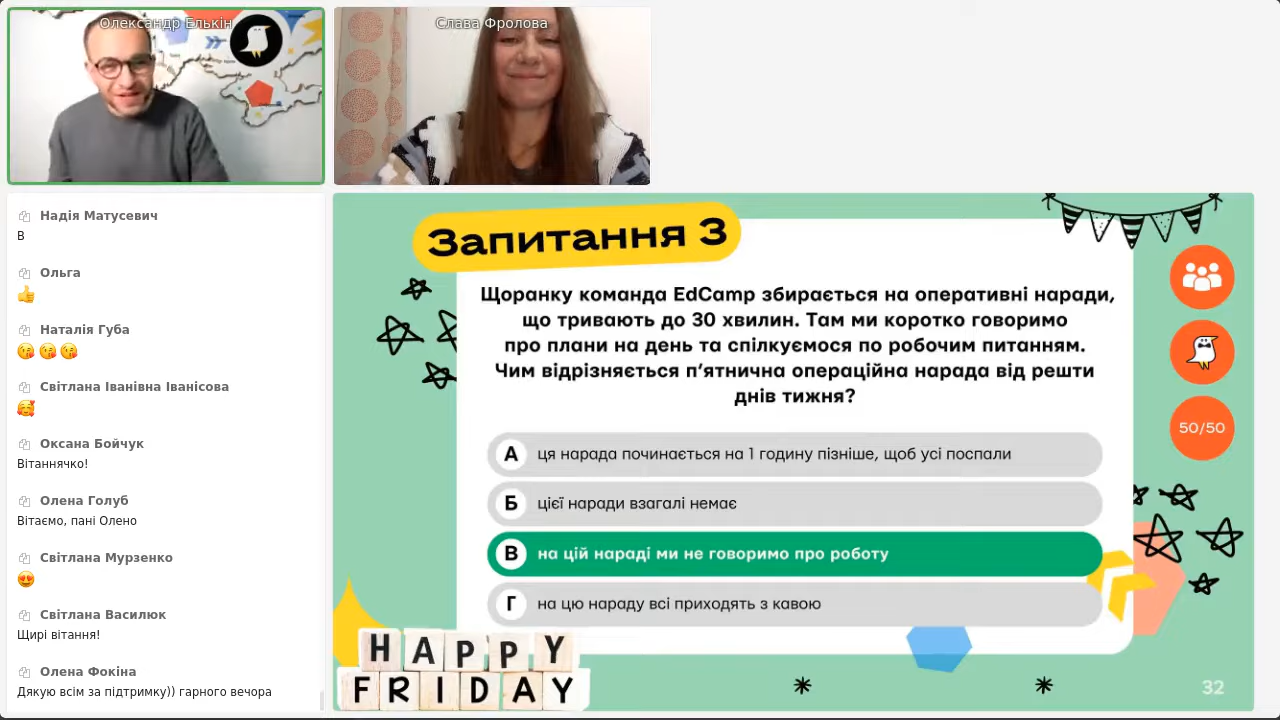 Олександр Елькін
Слава Фролова
Надія Матусевич
В
Ольга
👍
Наталія Губа
😘 😘 😘
Світлана Іванівна Іванісова
🥰
Оксана Бойчук
Вітаннячко!
Олена Голуб
Вітаємо, пані Олено
Світлана Мурзенко
😍
Світлана Василюк
Щирі вітання!
Олена Фокіна
Дякую всім за підтримку)) гарного вечора
Запитання 3
Щоранку команда EdCamp збирається на оперативні наради,
що тривають до 30 хвилин. Там ми коротко говоримо
про плани на день та спілкуємося по робочим питанням.
Чим відрізняється п’ятнична операційна нарада від решти
днів тижня?
А ця нарада починається на 1 годину пізніше, щоб усі поспали
Б цієї наради взагалі немає
В на цій нараді ми не говоримо про роботу
Г на цю нараду всі приходять з кавою
50/50
HAPPY
FRIDAY
32